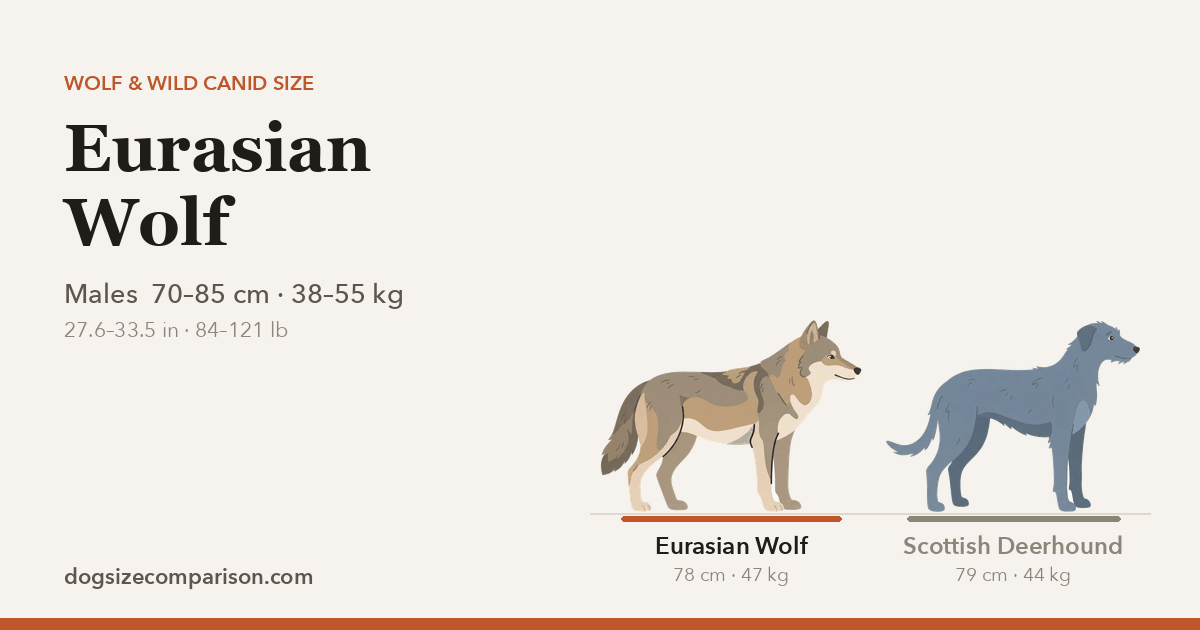 WOLF & WILD CANID SIZE
Eurasian
Wolf
Males 70–85 cm · 38–55 kg
27.6–33.5 in · 84–121 lb
Eurasian Wolf
78 cm · 47 kg
Scottish Deerhound
79 cm · 44 kg
dogsizecomparison.com